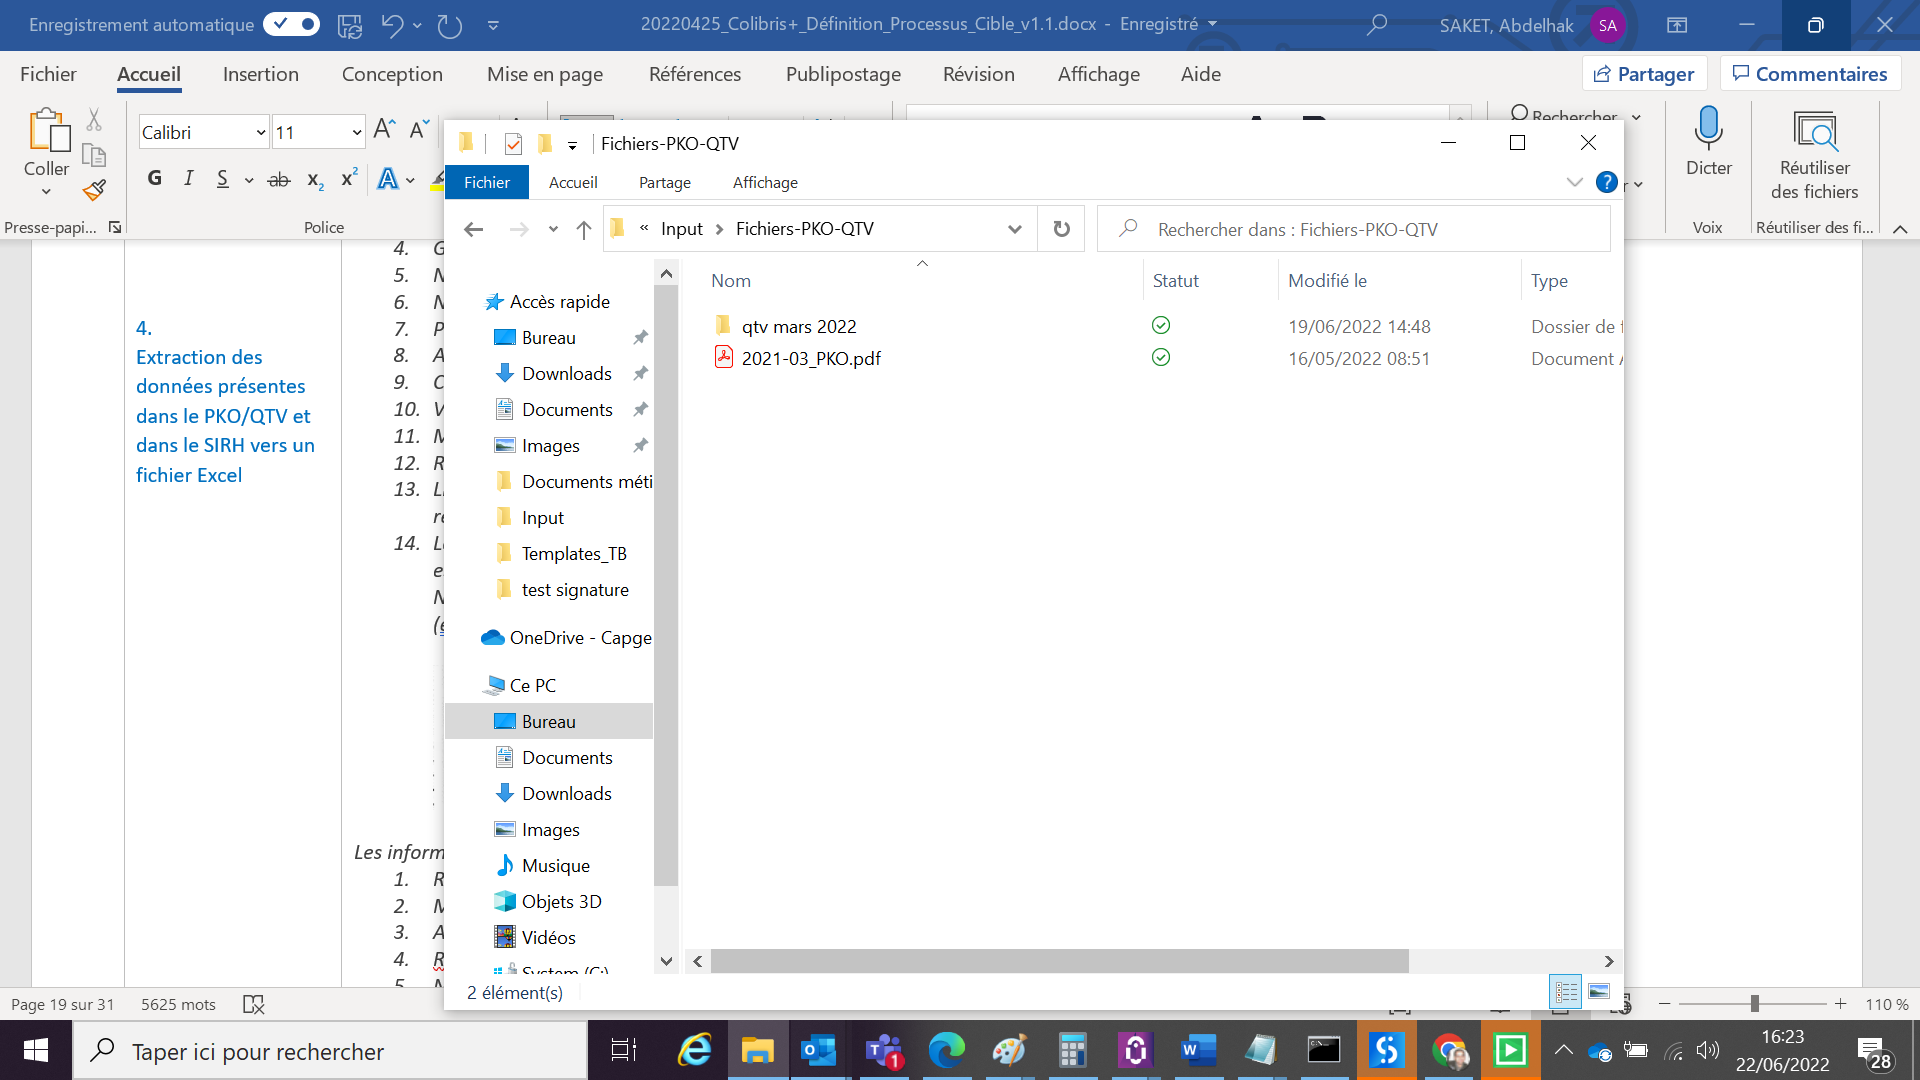 Enregistrement automatique
20220425_Colibris+_Définition_Processus_Cible_v1.1.docx - Enregistré
SAKET, Abdelhak
SA
Fichier
Accueil
Insertion
Conception
Mise en page
Références
Publipostage
Révision
Affichage
Aide
Partager
Commentaires
Coller
Calibri
11
G I S ab x₂ x² A
Presse-papi...
Police
Rechercher
Dicter
Réutiliser
des fichiers
Voix
Réutiliser des fi...
4.
Extraction des
données présentes
dans le PKO/QTV et
dans le SIRH vers un
fichier Excel
4. G
5. N
6. N
7. P
8. A
9. C
10. V
11. M
12. R
13. L
re
14. L
e
N
(e
Les inform
1. R
2. M
3. A
4. R
5. N
Fichiers-PKO-QTV
Fichier
Accueil
Partage
Affichage
« Input > Fichiers-PKO-QTV
Rechercher dans : Fichiers-PKO-QTV
Accès rapide
Bureau
Downloads
Documents
Images
Documents méti
Input
Templates_TB
test signature
OneDrive - Capge
Ce PC
Bureau
Documents
Downloads
Images
Musique
Objets 3D
Vidéos
System (C:)
Nom Statut Modifié le Type
qtv mars 2022 19/06/2022 14:48 Dossier de f
2021-03_PKO.pdf 16/05/2022 08:51 Document A
2 élément(s)
Page 19 sur 31
5625 mots
110 %
Taper ici pour rechercher
1
16:23
22/06/2022
28